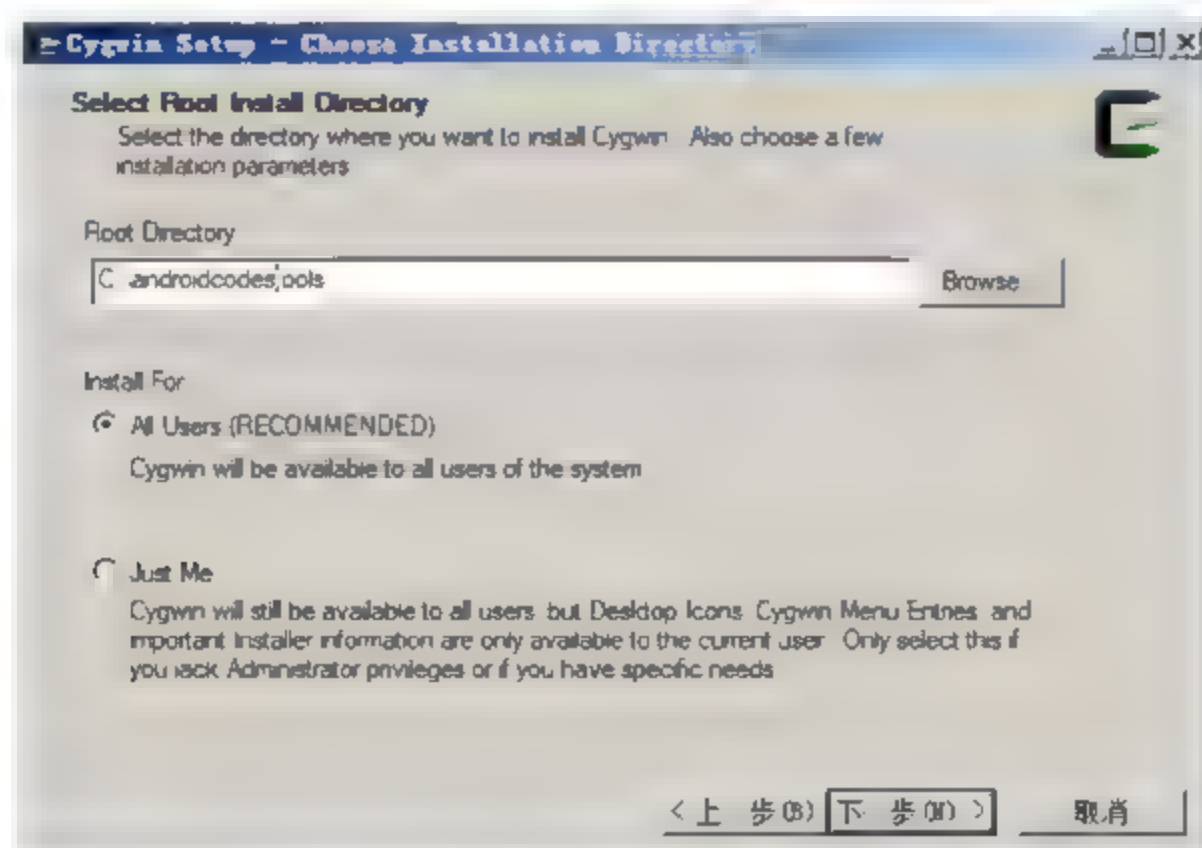 Cygwin Setup - Choose Installation Directory
Select Root Install Directory
Select the directory where you want to install Cygwin Also choose a few
installation parameters
Root Directory
C androidcodes ools
Browse
Install For
All Users (RECOMMENDED)
Cygwin will be available to all users of the system
Just Me
Cygwin will still be available to all users but Desktop Icons Cygwin Menu Entries and
important Installer information are only available to the current user Only select this if
you lack Administrator privileges or if you have specific needs
< 上 步(B) 下 步(N) > 取消